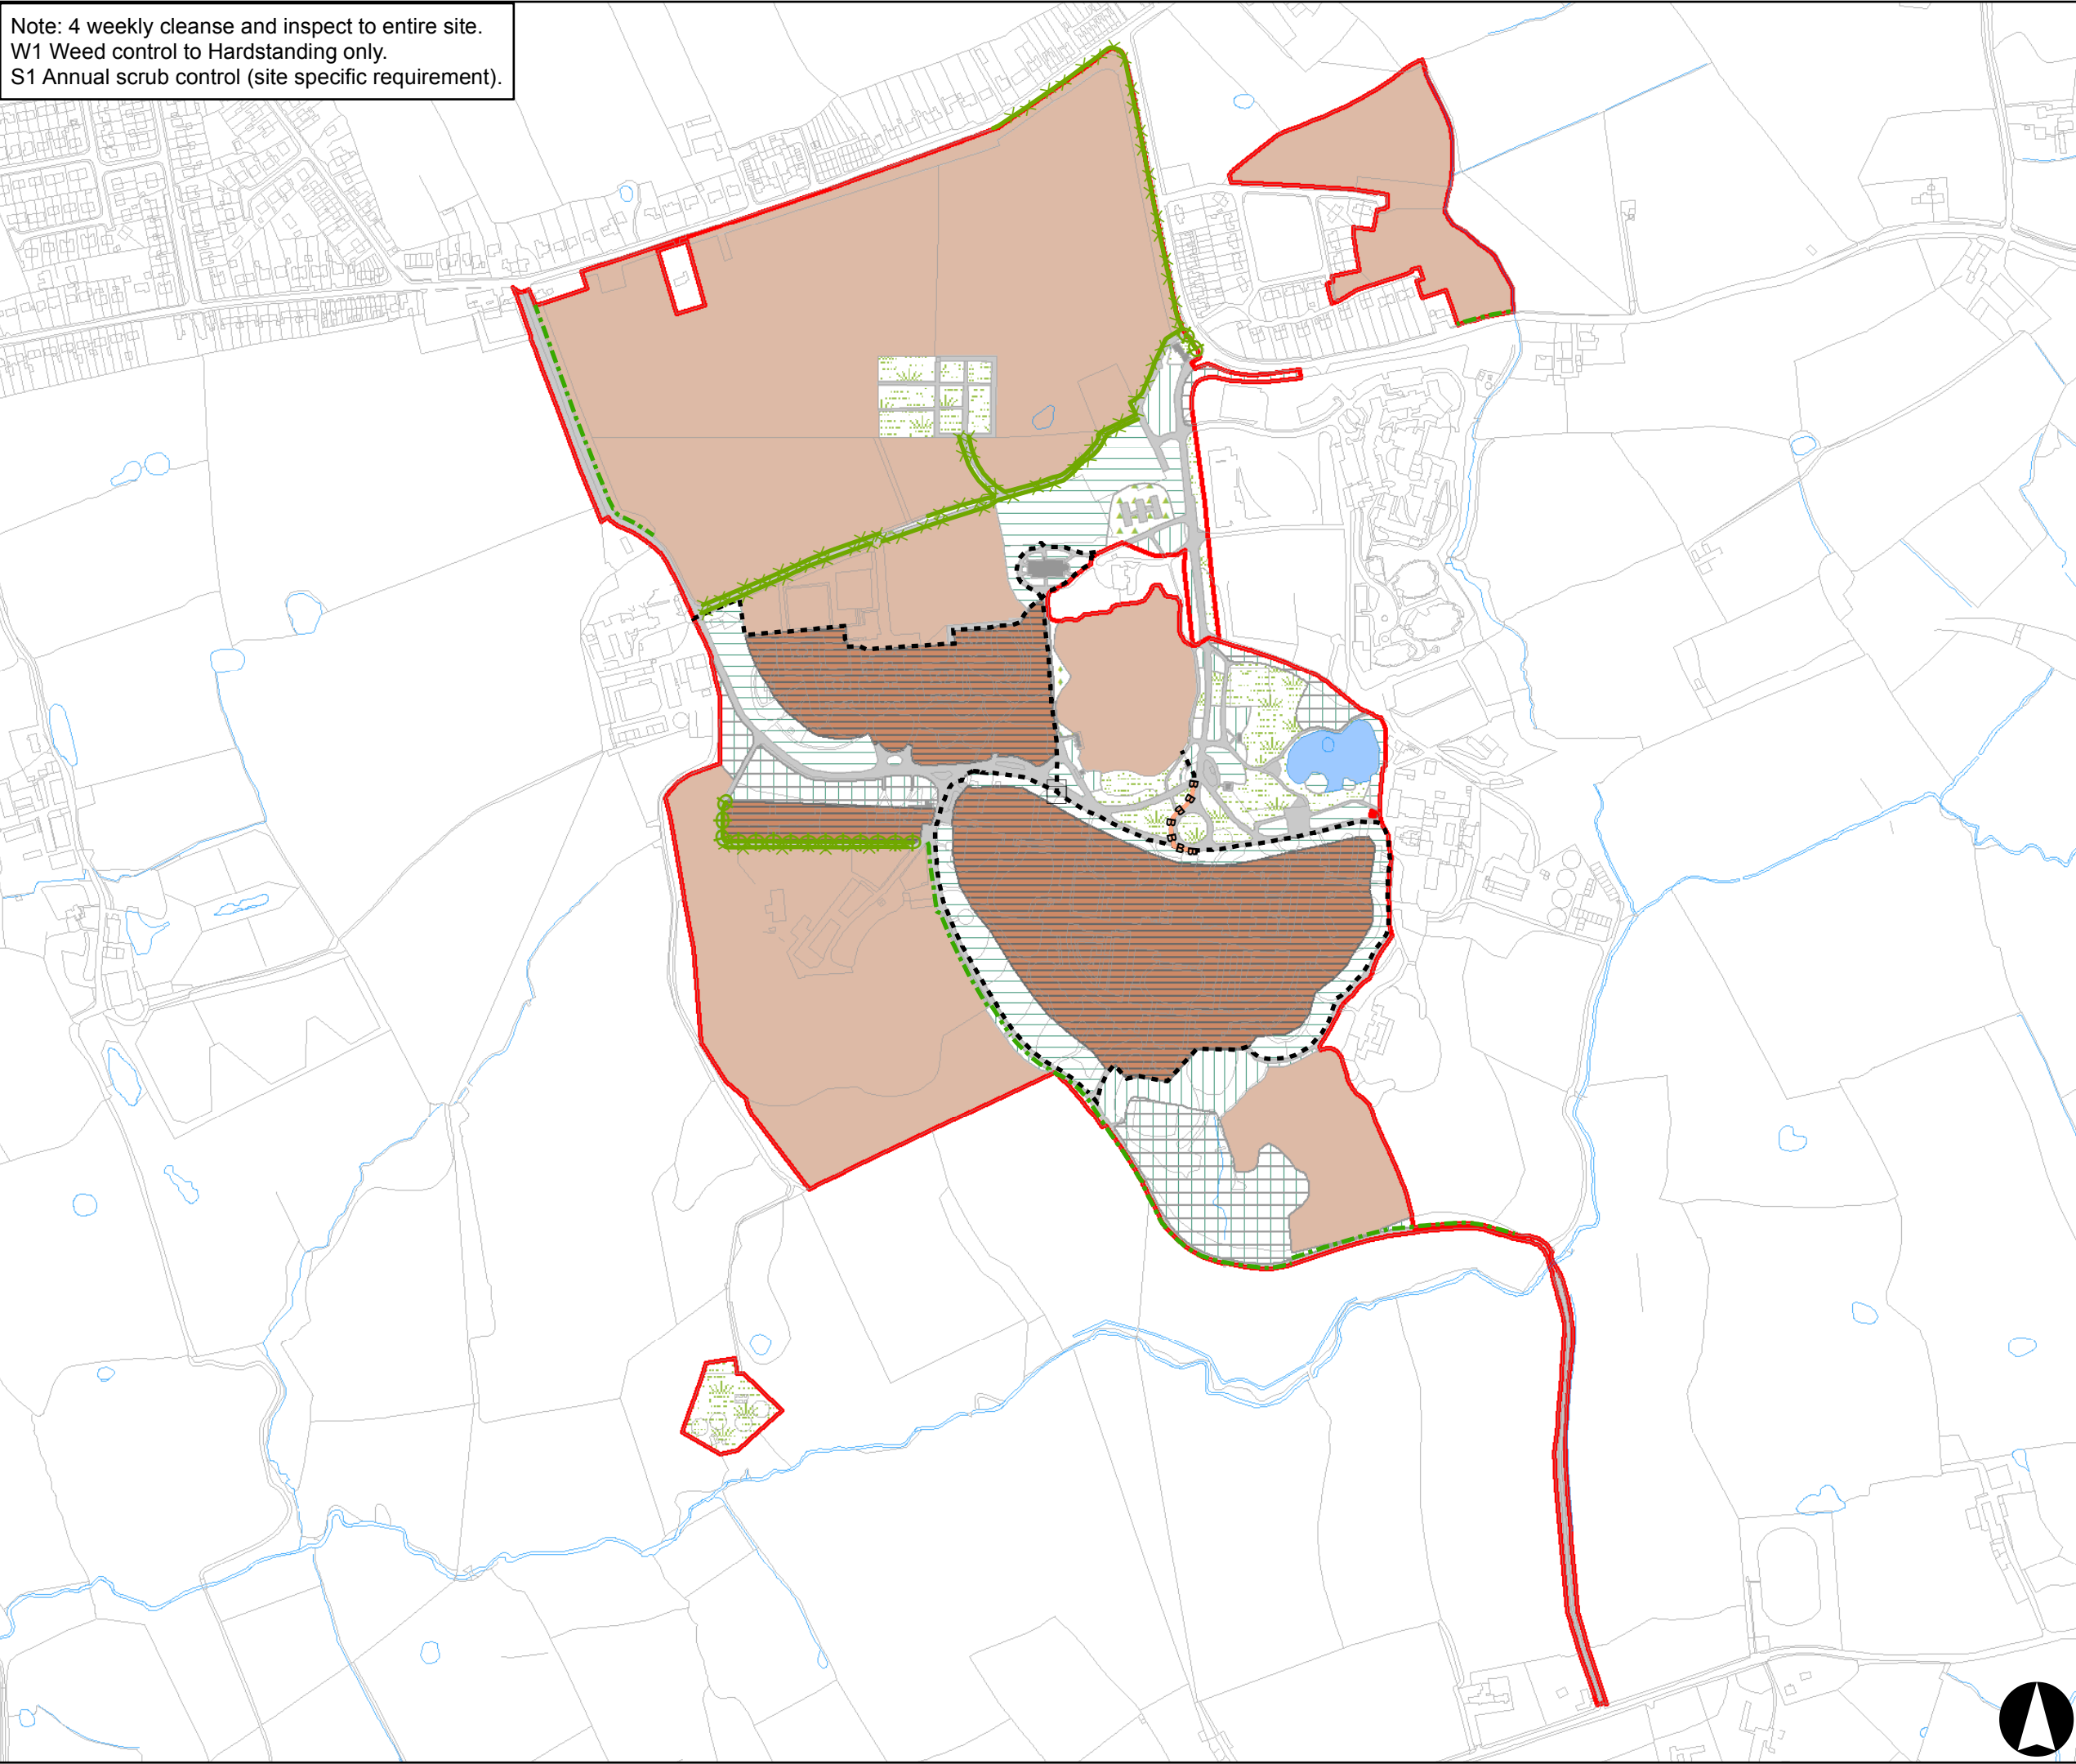 Note: 4 weekly cleanse and inspect to entire site.
W1 Weed control to Hardstanding only.
S1 Annual scrub control (site specific requirement).
B
B
B
B
B
B
B